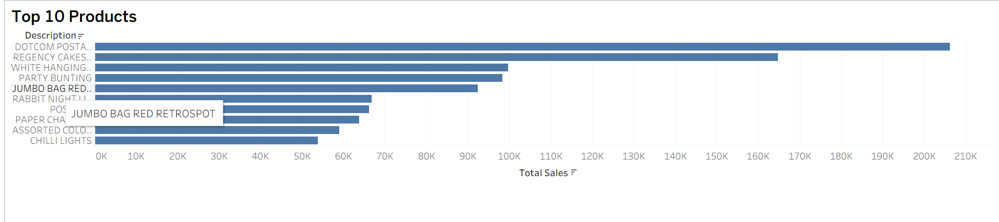 Top 10 Products
Description
DOTCOM POSTA..
REGENCY CAKES..
WHITE HANGING..
PARTY BUNTING
JUMBO BAG RED..
RABBIT NIGHT LI..
POS
JUMBO BAG RED RETROSPOT
PAPER CHA
ASSORTED COLO..
CHILLI LIGHTS
0K 10K 20K 30K 40K 50K 60K 70K 80K 90K 100K 110K 120K 130K 140K 150K 160K 170K 180K 190K 200K 210K
Total Sales